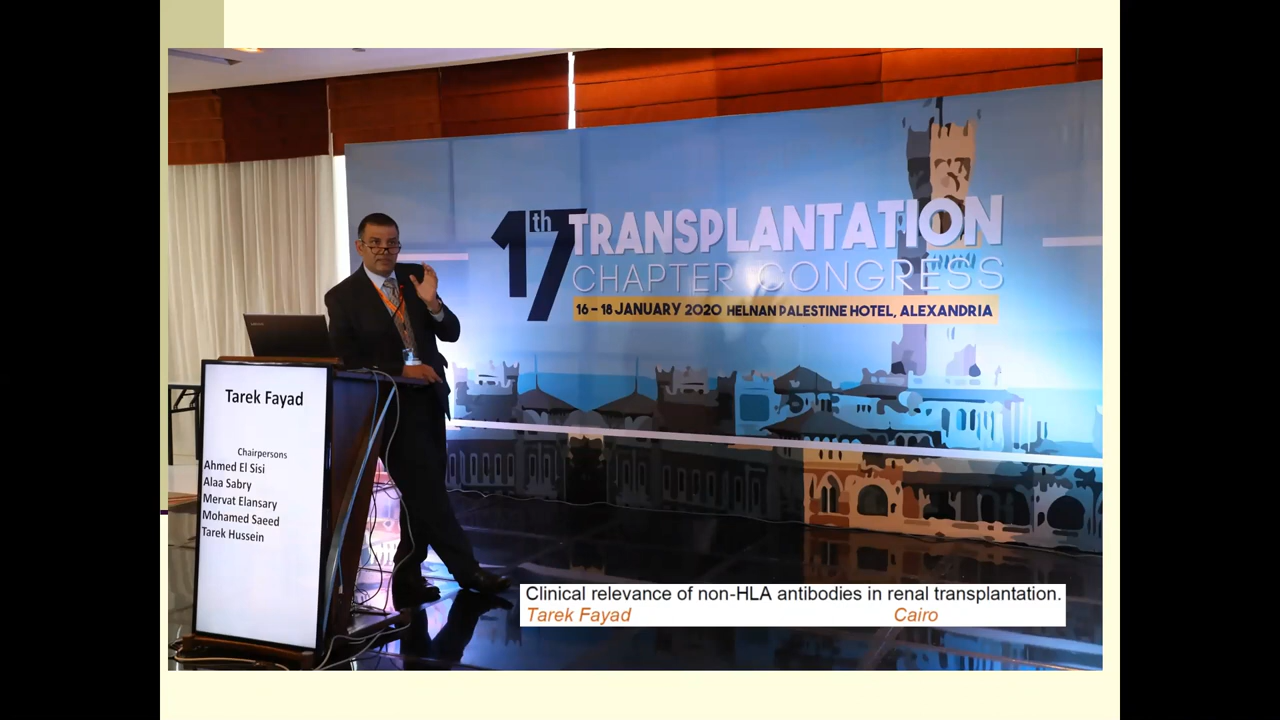 17th TRANSPLANTATION
CHAPTER CONGRESS
16 – 18 JANUARY 2020 HELNAN PALESTINE HOTEL, ALEXANDRIA
Tarek Fayad
Chairpersons
Ahmed El Sisi
Alaa Sabry
Mervat Elansary
Mohamed Saeed
Tarek Hussein
Clinical relevance of non-HLA antibodies in renal transplantation.
Tarek Fayad Cairo